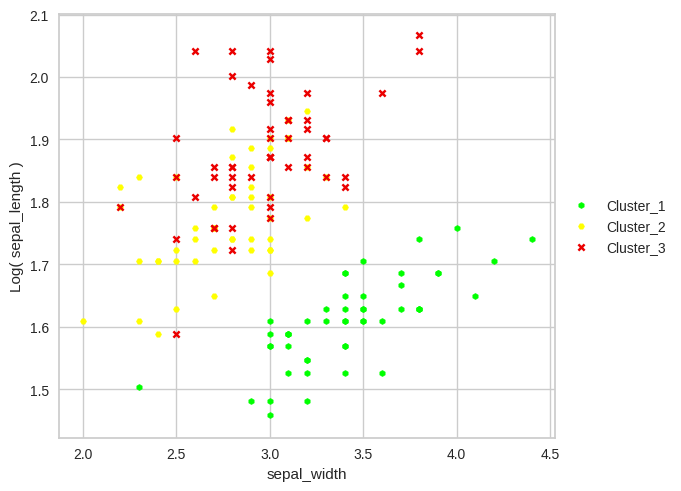 2.1
2.0
1.9
1.8
1.7
1.6
1.5
Log( sepal_length )
2.0 2.5 3.0 3.5 4.0 4.5
sepal_width
Cluster_1
Cluster_2
Cluster_3